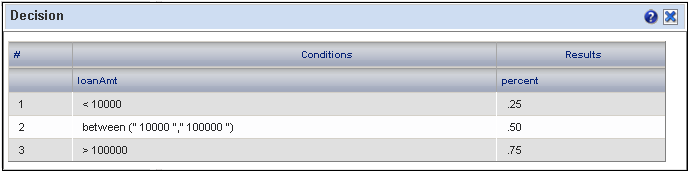 Decision
?
# Conditions Results
loanAmt percent
1 < 10000 .25
2 between (" 10000 "," 100000 ") .50
3 > 100000 .75